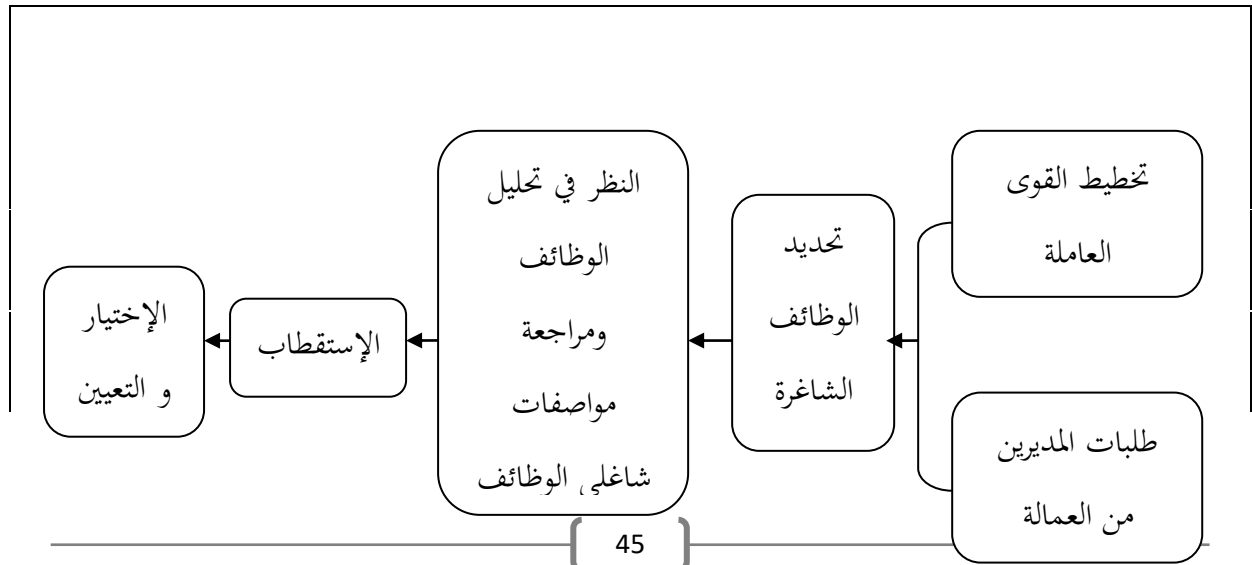 تخطيط القوى
العاملة
طلبات المديرين
من العمالة
تحديد
الوظائف
الشاغرة
النظر في تحليل
الوظائف
ومراجعة
مواصفات
شاغلي الوظائف
الإستقطاب
الإختيار
و التعيين
45